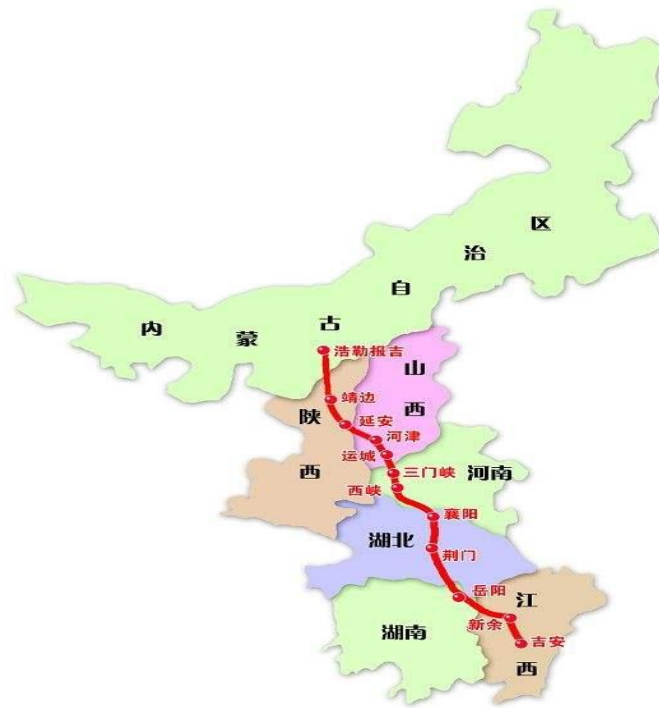 内蒙古自治区
浩勒报吉
山西
靖边
陕西
延安
河津
运城
三门峡
河南
西峡
襄阳
湖北
荆门
岳阳
江西
新余
湖南
吉安